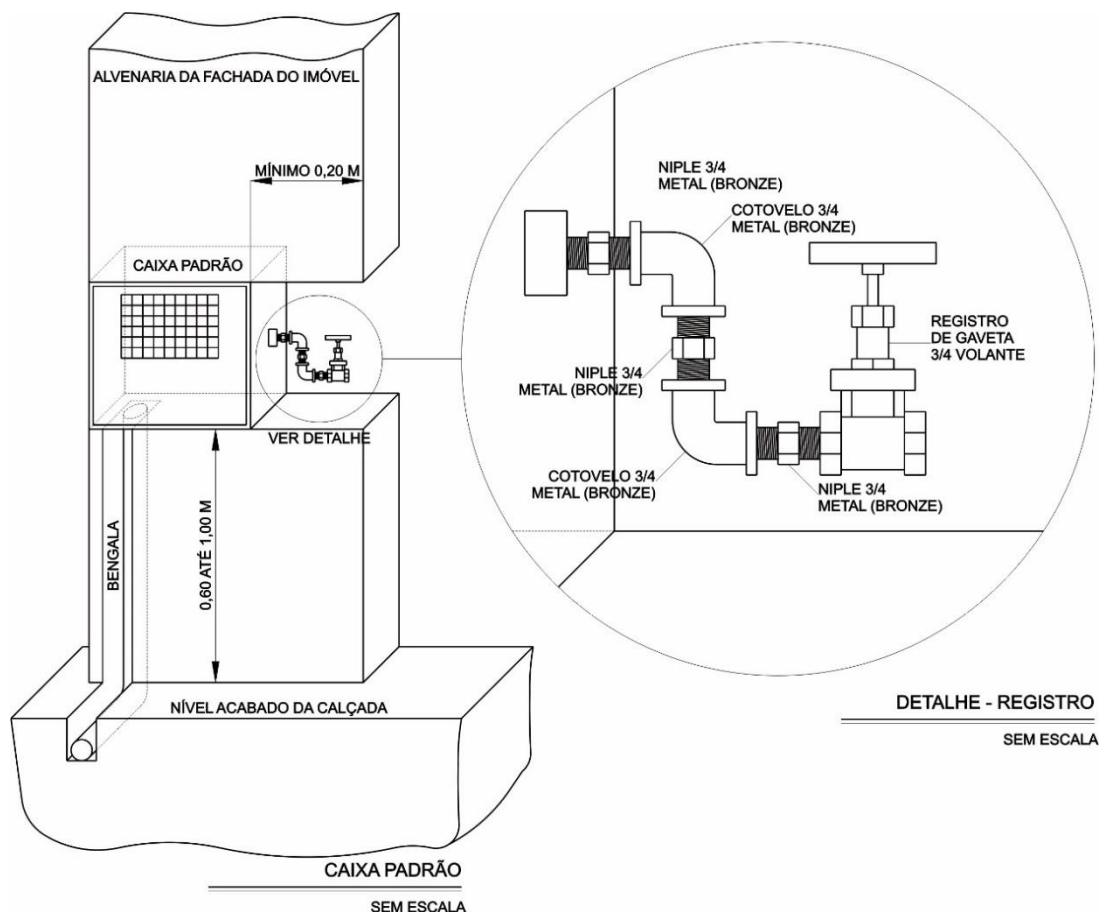 ALVENARIA DA FACHADA DO IMÓVEL
MÍNIMO 0,20 M
CAIXA PADRÃO
VER DETALHE
BENGALA
0,60 ATÉ 1,00 M
NÍVEL ACABADO DA CALÇADA
CAIXA PADRÃO
SEM ESCALA
NIPLE 3/4
METAL (BRONZE)
COTOVELO 3/4
METAL (BRONZE)
REGISTRO
DE GAVETA
3/4 VOLANTE
NIPLE 3/4
METAL (BRONZE)
COTOVELO 3/4
METAL (BRONZE)
NIPLE 3/4
METAL (BRONZE)
DETALHE - REGISTRO
SEM ESCALA